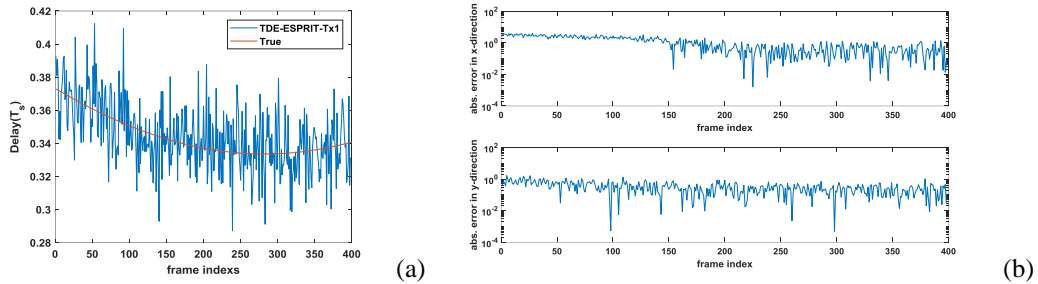 0.42
0.4
0.38
0.36
0.34
0.32
0.3
0.28
Delay(T_s)
TDE-ESPRIT-Tx1
True
0 50 100 150 200 250 300 350 400
frame indexs
(a)
abs. error in x-direction
10^2
10^0
10^-2
10^-4
0 50 100 150 200 250 300 350 400
frame index
abs. error in y-direction
10^2
10^0
10^-2
10^-4
0 50 100 150 200 250 300 350 400
frame index
(b)